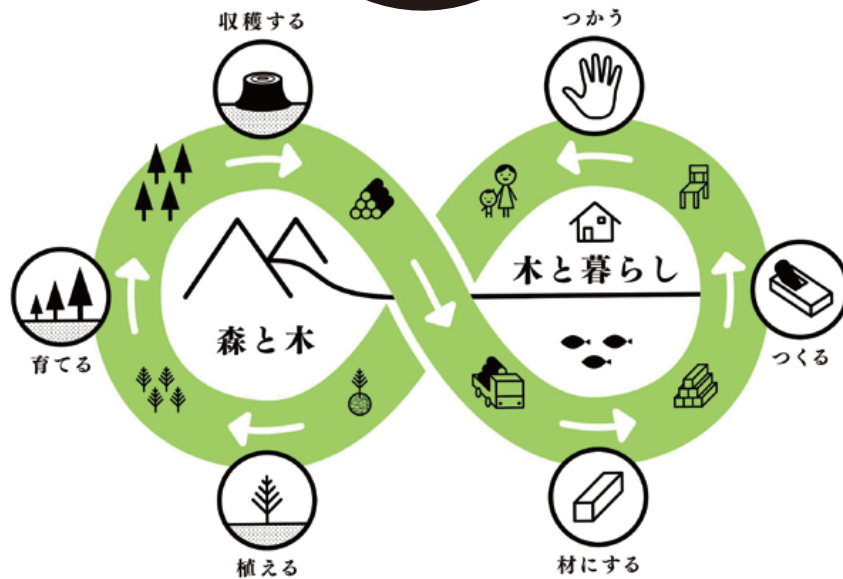 収穫する
つかう
木と暮らし
森と木
育てる
つくる
植える
材にする